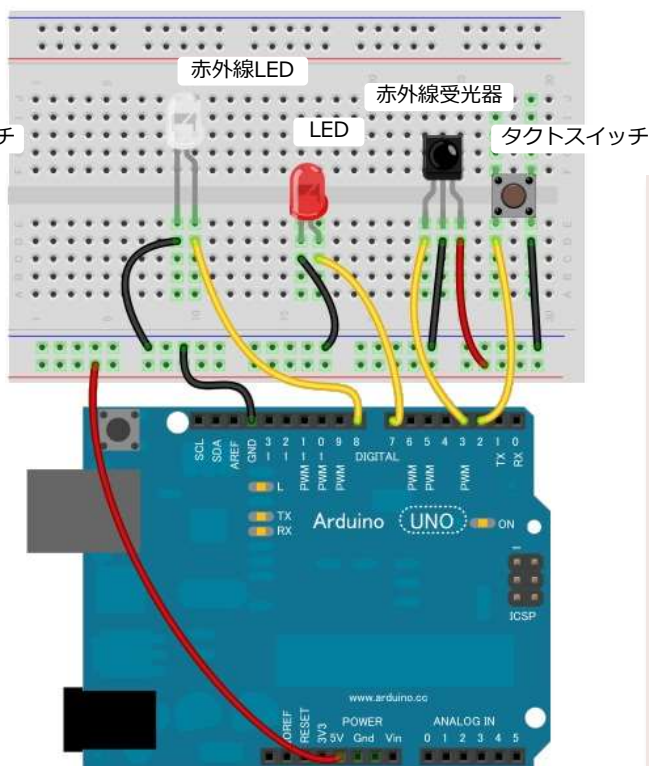 赤外線LED
赤外線受光器
LED
チ
タクトスイッチ
SCL
SDA
AREF
GND
13
12
PWM 11
PWM 10
PWM 9
8
7
PWM 6
PWM 5
4
PWM 3
2
TX 1
RX 0
DIGITAL
L
TX
RX
Arduino UNO
ON
ICSP
www.arduino.cc
POWER
ANALOG IN
RESET
3V3
5V Gnd Vin
0 1 2 3 4 5